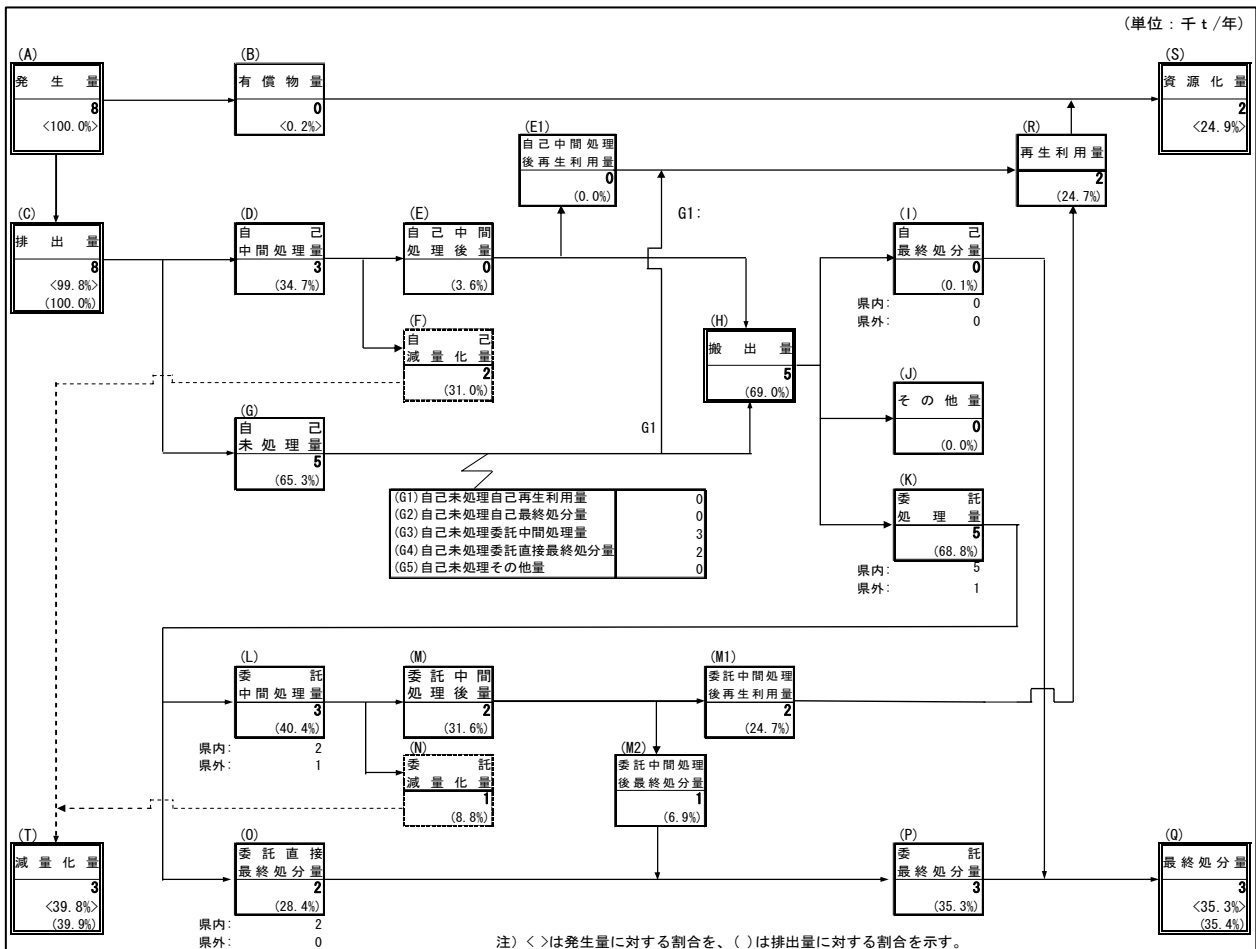 (単位：千ｔ/年)
(A)
発生量
8
<100.0%>
(B)
有償物量
0
<0.2%>
(S)
資源化量
2
<24.9%>
(E1)
自己中間処理
後再生利用量
0
(0.0%)
(R)
再生利用量
2
(24.7%)
G1:
(C)
排出量
8
<99.8%>
(100.0%)
(D)
自己
中間処理量
3
(34.7%)
(E)
自己中間
処理後量
0
(3.6%)
(I)
自己
最終処分量
0
(0.1%)
県内: 0
県外: 0
(F)
自己
減量化量
2
(31.0%)
(H)
搬出量
5
(69.0%)
(J)
その他量
0
(0.0%)
(G)
自己
未処理量
5
(65.3%)
G1
(G1)自己未処理自己再生利用量 0
(G2)自己未処理自己最終処分量 0
(G3)自己未処理委託中間処理量 3
(G4)自己未処理委託直接最終処分量 2
(G5)自己未処理その他量 0
(K)
委託
処理量
5
(68.8%)
県内: 5
県外: 1
(L)
委託
中間処理量
3
(40.4%)
県内: 2
県外: 1
(M)
委託中間
処理後量
2
(31.6%)
(M1)
委託中間処理
後再生利用量
2
(24.7%)
(N)
委託
減量化量
1
(8.8%)
(M2)
委託中間処理
後最終処分量
1
(6.9%)
(T)
減量化量
3
<39.8%>
(39.9%)
(O)
委託直接
最終処分量
2
(28.4%)
県内: 2
県外: 0
(P)
委託
最終処分量
3
(35.3%)
(Q)
最終処分量
3
<35.3%>
(35.4%)
注）< >は発生量に対する割合を、( )は排出量に対する割合を示す。